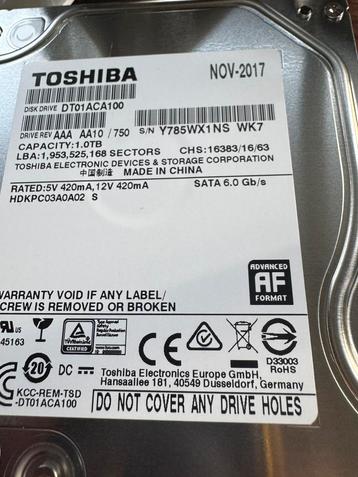 TOSHIBA NOV-2017
DISK DRIVE DT01ACA100
DRIVE REV AAA AA10 / 750 S/N Y785WX1NS WK7
CAPACITY:1.0TB CHS:16383/16/63
LBA:1,953,525,168 SECTORS
TOSHIBA ELECTRONIC DEVICES & STORAGE CORPORATION
中国制造 MADE IN CHINA
RATED:5V 420mA,12V 420mA SATA 6.0 Gb/s
HDKPC03A0A02 S
ADVANCED
AF
FORMAT
WARRANTY VOID IF ANY LABEL/
CREW IS REMOVED OR BROKEN
US
45163
CERTIFIED
CE
D33003
RoHS
20 DC
Toshiba Electronics Europe GmbH,
Hansaallee 181, 40549 Dusseldorf, Germany
KCC-REM-TSD
-DT01ACA100
DO NOT COVER ANY DRIVE HOLES